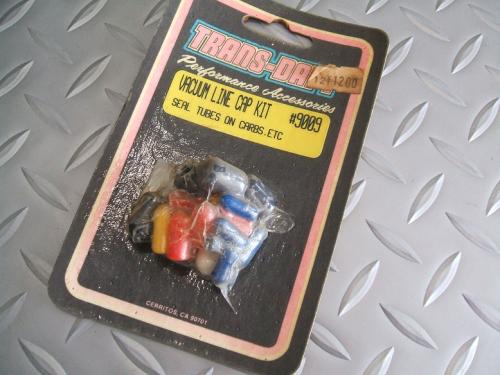 TRANS-DAPT
Performance Accessories
VACUUM LINE CAP KIT
SEAL TUBES ON CARBS.ETC
#9009
CERRITOS, CA 90701